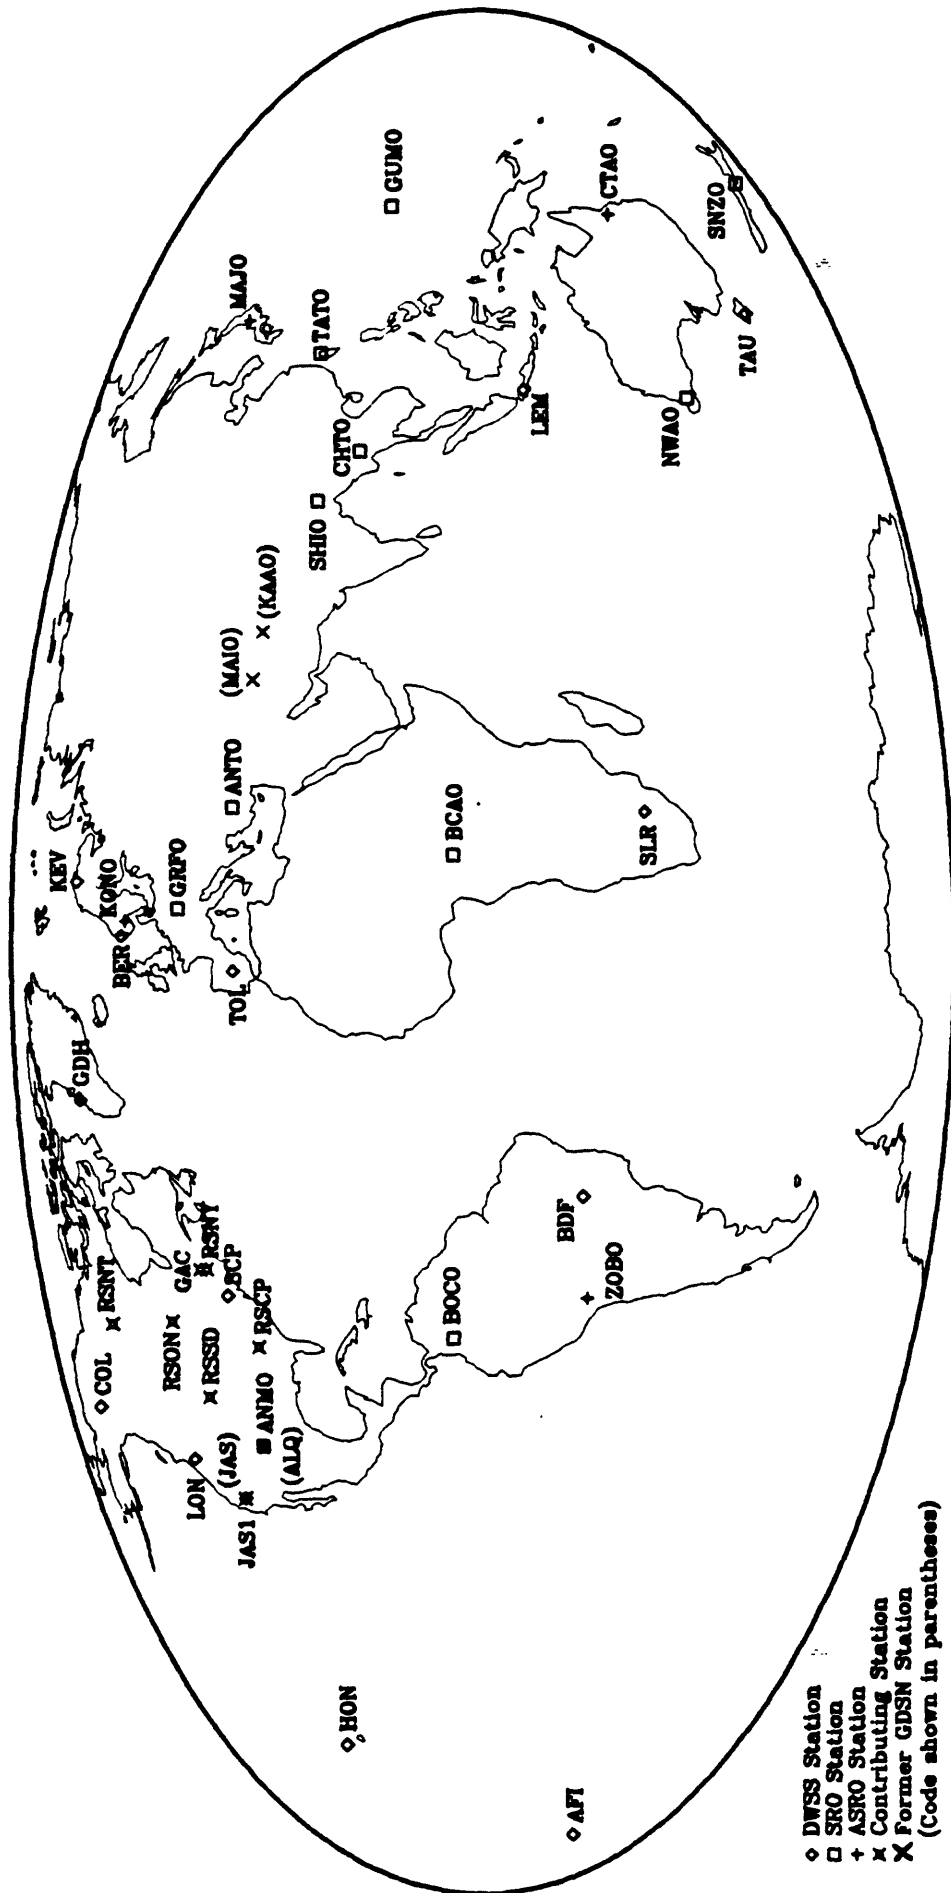 KEV
KONO
BER
GRFO
ANTO
TOL
GDH
(MAIO)
(KAAO)
SHIO
CHTO
TATO
MAJO
GUMO
LEM
CTAO
NWAO
TAU
SNZO
BCAO
SLR
COL
RSNT
RSON
GAC
RSNY
SCP
RSSD
RSCP
LON
(JAS)
JAS1
ANMO
(ALQ)
BOCO
BDF
ZOBO
HON
AFI
DWSS Station
SRO Station
ASRO Station
Contributing Station
Former GDSN Station
(Code shown in parentheses)